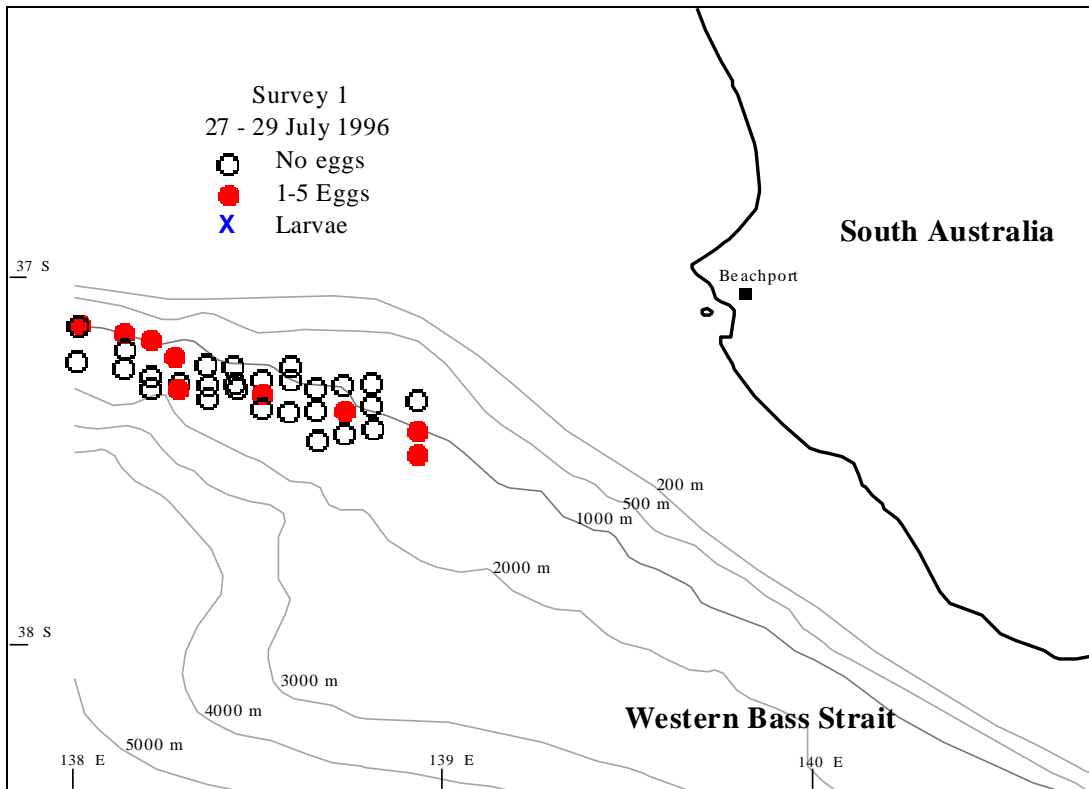 Survey 1
27 - 29 July 1996
No eggs
1-5 Eggs
X Larvae
South Australia
37 S
Beachport
200 m
500 m
1000 m
2000 m
38 S
3000 m
4000 m
Western Bass Strait
5000 m
138 E
139 E
140 E